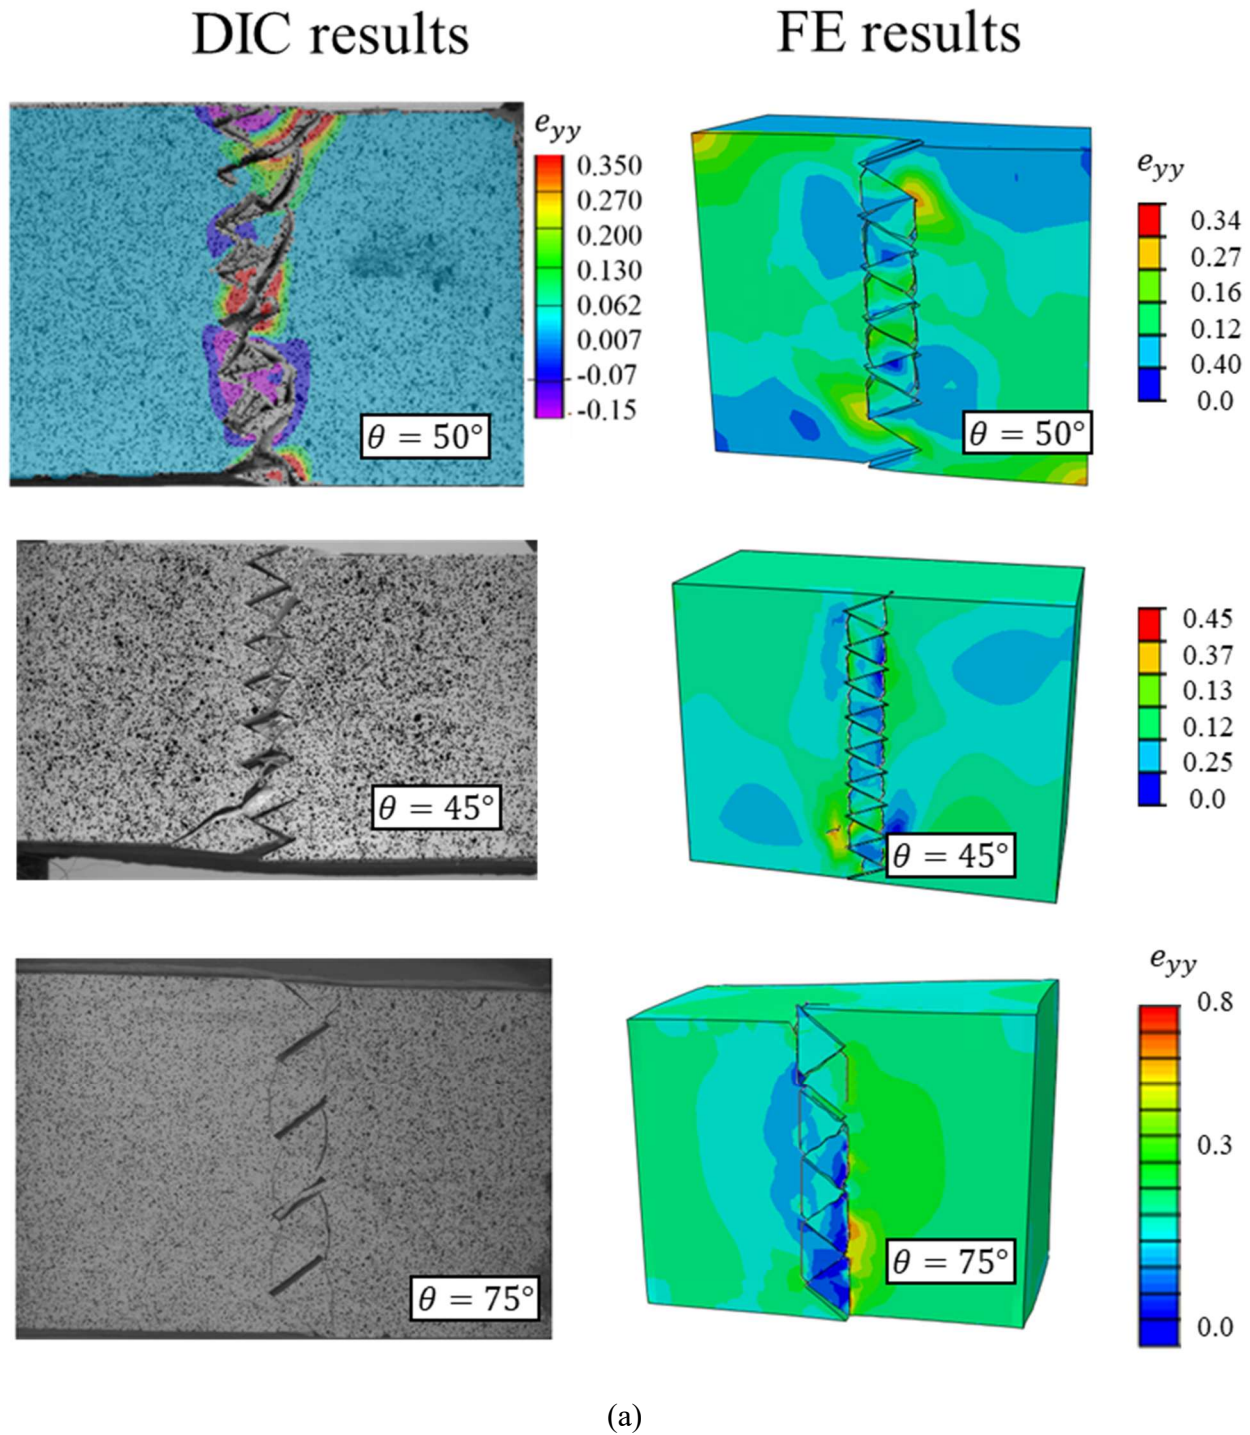 DIC results
FE results
e_yy
0.350
0.270
0.200
0.130
0.062
0.007
-0.07
-0.15
θ = 50°
e_yy
0.34
0.27
0.16
0.12
0.40
0.0
θ = 50°
θ = 45°
0.45
0.37
0.13
0.12
0.25
0.0
θ = 45°
θ = 75°
e_yy
0.8
0.3
0.0
θ = 75°
(a)